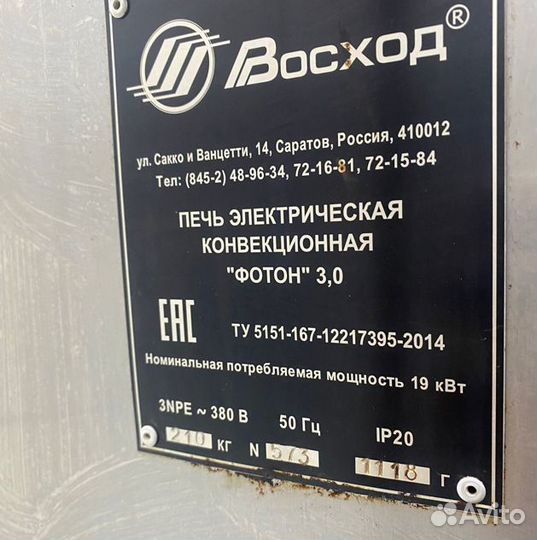 ВОСХОД®
ул. Сакко и Ванцетти, 14, Саратов, Россия, 410012
Тел: (845-2) 48-96-34, 72-16-81, 72-15-84
ПЕЧЬ ЭЛЕКТРИЧЕСКАЯ
КОНВЕКЦИОННАЯ
"ФОТОН" 3,0
EAC ТУ 5151-167-12217395-2014
Номинальная потребляемая мощность 19 кВт
3NPE ~ 380 В 50 Гц IP20
210 кг N 573 1118 г
Avito